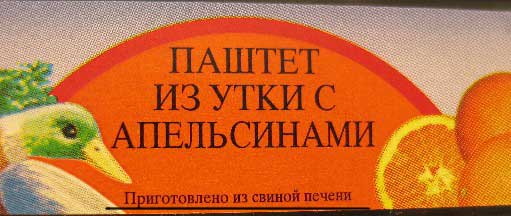 ПАШТЕТ
ИЗ УТКИ С
АПЕЛЬСИНАМИ
Приготовлено из свиной печени